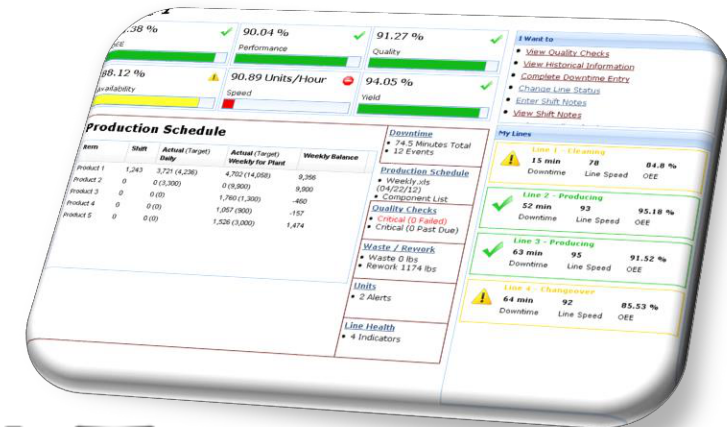 .38 %
90.04 %
Performance
91.27 %
Quality
88.12 %
Availability
90.89 Units/Hour
Speed
94.05 %
Yield
Production Schedule
Item Shift Actual (Target) Daily Actual (Target) Weekly for Plant Weekly Balance
Product 1 1,243 3,721 (4,236) 4,702 (14,058) 9,356
Product 2 0 0 (3,300) 0 (9,900) 9,900
Product 3 0 0 (0) 1,760 (1,300) -460
Product 4 0 0 (0) 1,057 (900) -157
Product 5 0 0 (0) 1,526 (3,000) 1,474
Downtime
• 74.5 Minutes Total
• 12 Events
Production Schedule
• Weekly.xls
(04/22/12)
• Component List
Quality Checks
• Critical (0 Failed)
• Critical (0 Past Due)
Waste / Rework
• Waste 0 lbs
• Rework 1174 lbs
Units
• 2 Alerts
Line Health
• 4 Indicators
I Want to
• View Quality Checks
• View Historical Information
• Complete Downtime Entry
• Change Line Status
• Enter Shift Notes
• View Shift Notes
My Lines
Line 1 - Cleaning
15 min 78 84.8 %
Downtime Line Speed OEE
Line 2 - Producing
52 min 93 95.18 %
Downtime Line Speed OEE
Line 3 - Producing
63 min 95 91.52 %
Downtime Line Speed OEE
Line 4 - Changeover
64 min 92 85.53 %
Downtime Line Speed OEE